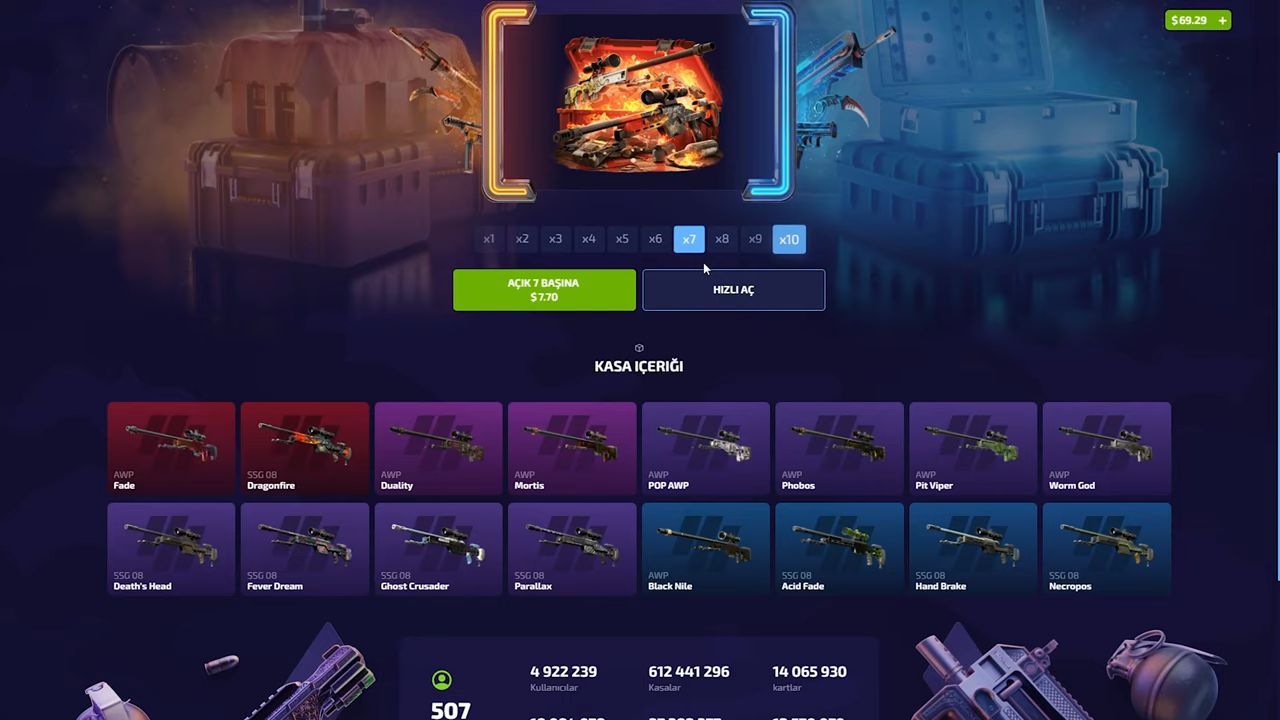 $ 69.29 +
x1 x2 x3 x4 x5 x6 x7 x8 x9 x10
AÇIK 7 BAŞINA
$ 7.70
HIZLI AÇ
KASA IÇERIĞI
AWP
Fade
SSG 08
Dragonfire
AWP
Duality
AWP
Mortis
AWP
POP AWP
AWP
Phobos
AWP
Pit Viper
AWP
Worm God
SSG 08
Death's Head
SSG 08
Fever Dream
SSG 08
Ghost Crusader
SSG 08
Parallax
AWP
Black Nile
SSG 08
Acid Fade
SSG 08
Hand Brake
SSG 08
Necropos
507
4 922 239
Kullanıcılar
612 441 296
Kasalar
14 065 930
kartlar